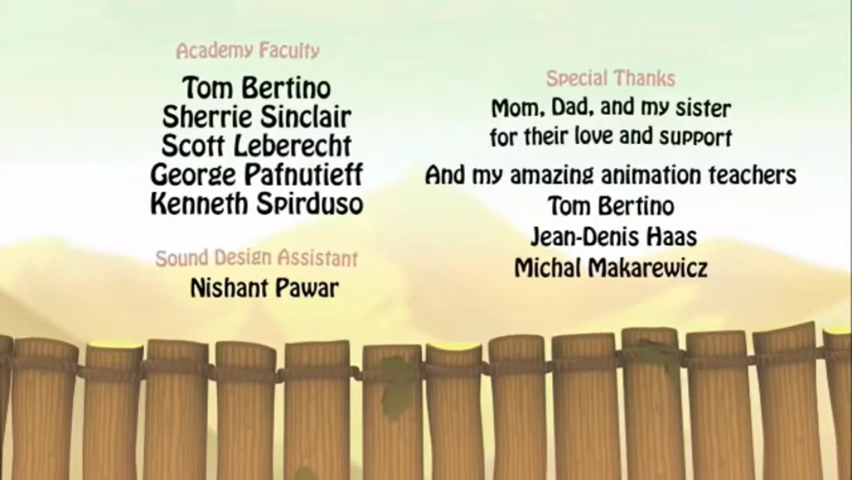 Academy Faculty
Tom Bertino
Sherrie Sinclair
Scott Leberecht
George Pafnutieff
Kenneth Spirduso
Sound Design Assistant
Nishant Pawar
Special Thanks
Mom, Dad, and my sister
for their love and support
And my amazing animation teachers
Tom Bertino
Jean-Denis Haas
Michal Makarewicz